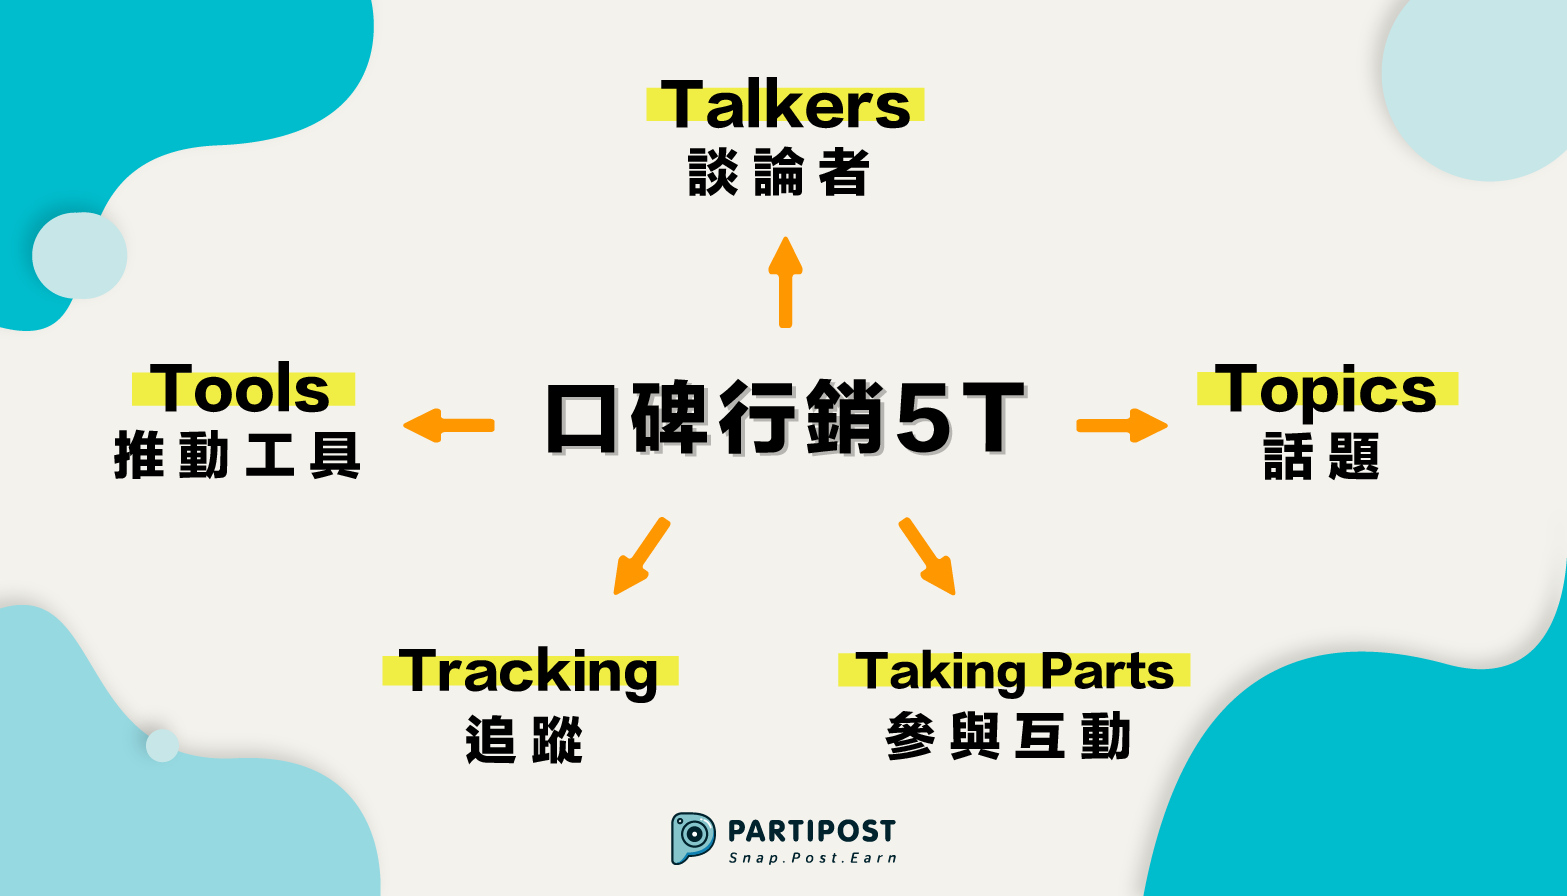 Talkers
談論者
Tools
推動工具
口碑行銷5T
Topics
話題
Tracking
追蹤
Taking Parts
參與互動
PARTIPOST
Snap.Post.Earn